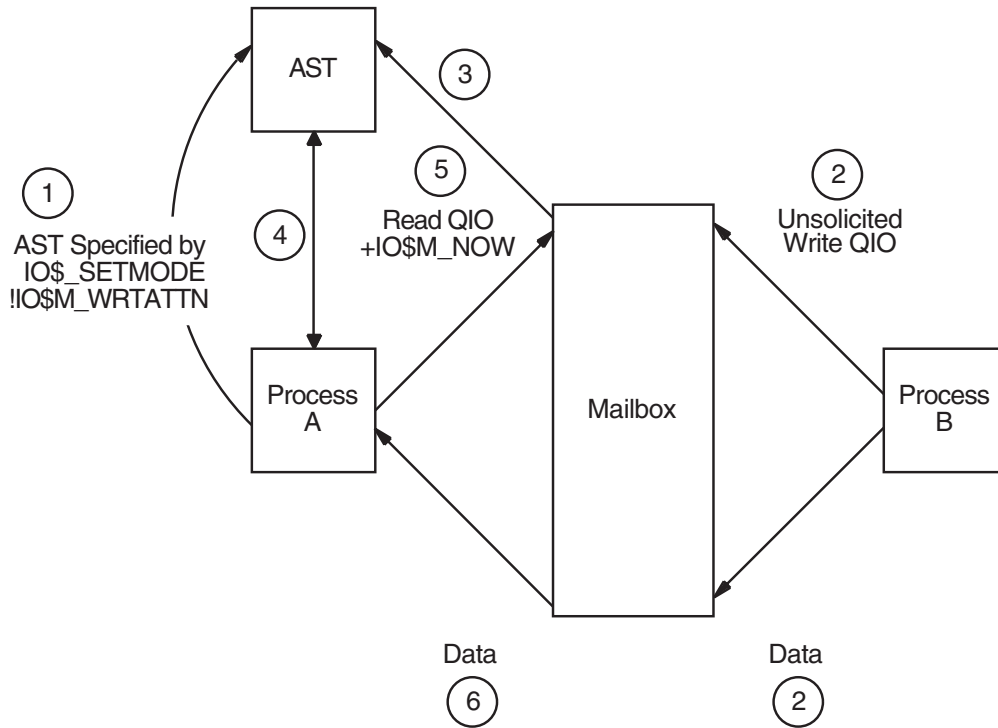 AST
3
1
AST Specified by
IO$_SETMODE
!IO$M_WRTATTN
4
5
Read QIO
+IO$M_NOW
2
Unsolicited
Write QIO
Process
A
Mailbox
Process
B
Data
6
Data
2